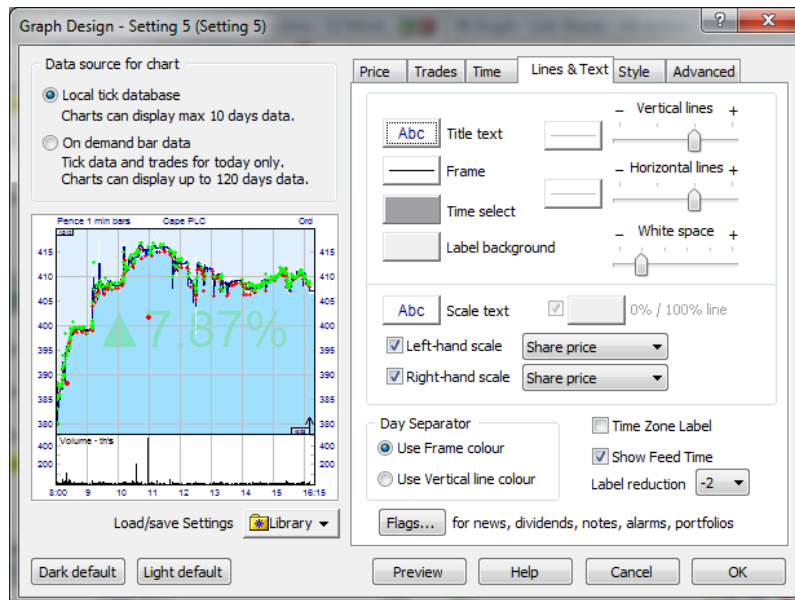 Graph Design - Setting 5 (Setting 5)
Data source for chart
Local tick database
Charts can display max 10 days data.
On demand bar data
Tick data and trades for today only.
Charts can display up to 120 days data.
Pence 1 min bars Cape PLC Ord
415 415
410 410
405 405
400 400
395 395
390 390
385 385
380 380
▲7.87%
Volume - th's
400 400
200 200
8:00 9 10 11 12 13 14 15 16:15
Load/save Settings Library
Dark default Light default
Price Trades Time Lines & Text Style Advanced
Abc Title text
Frame
Time select
Label background
– Vertical lines +
– Horizontal lines +
White space
– +
Abc Scale text 0% / 100% line
Left-hand scale Share price
Right-hand scale Share price
Day Separator
Use Frame colour
Use Vertical line colour
Time Zone Label
Show Feed Time
Label reduction -2
Flags... for news, dividends, notes, alarms, portfolios
Preview Help Cancel OK